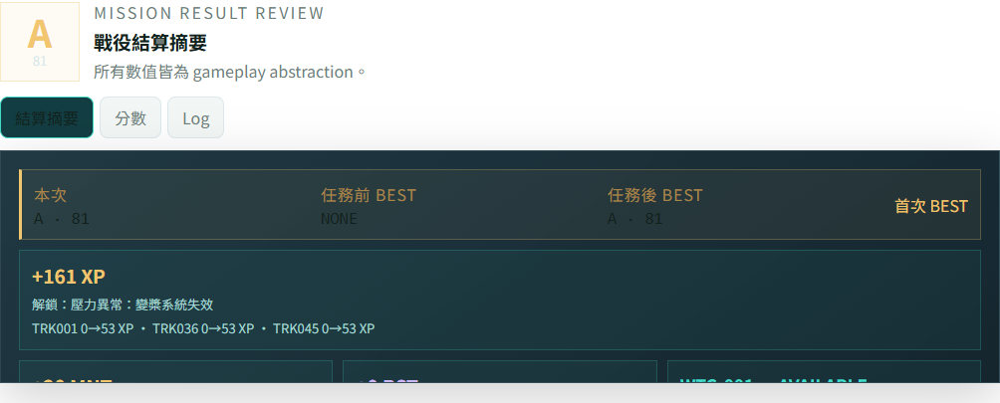 A
81
MISSION RESULT REVIEW
戰役結算摘要
所有數值皆為 gameplay abstraction。
結算摘要 分數 Log
本次 任務前 BEST 任務後 BEST 首次 BEST
A · 81 NONE A · 81
+161 XP
解鎖：壓力異常：變槳系統失效
TRK001 0→53 XP ・ TRK036 0→53 XP ・ TRK045 0→53 XP